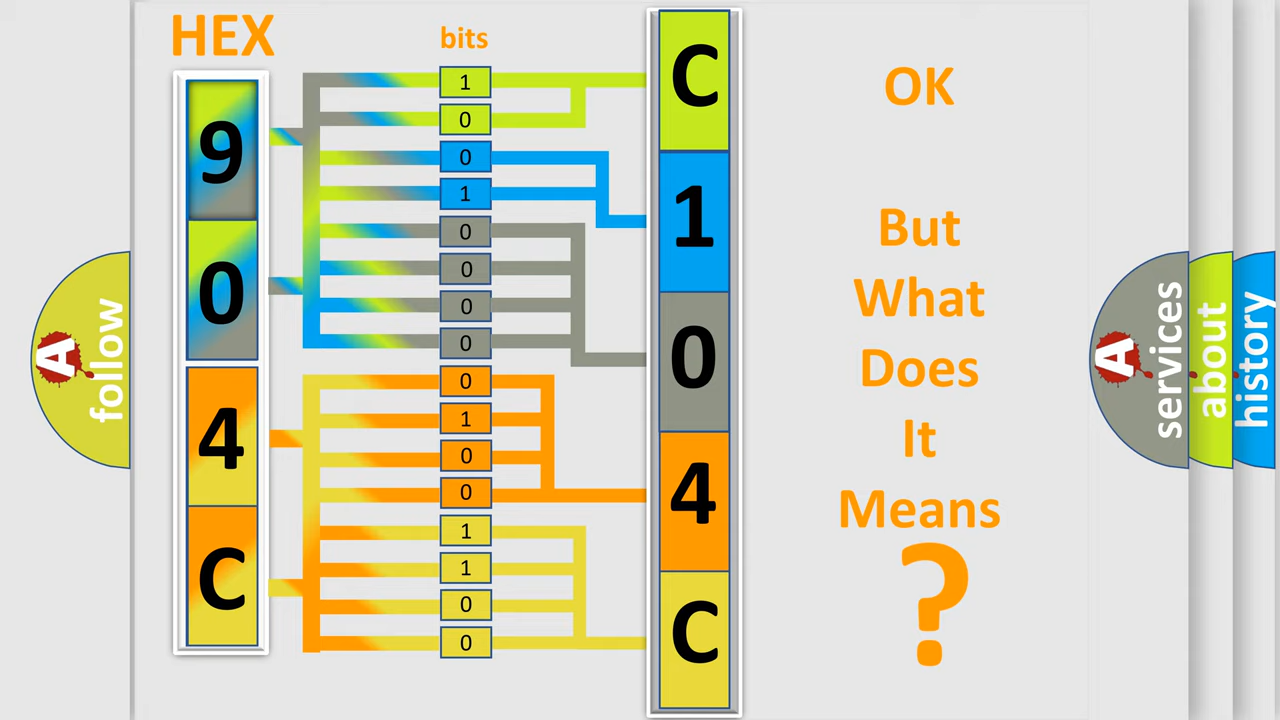 HEX
bits
9
0
4
C
1
0
0
1
0
0
0
0
0
1
0
0
1
1
0
0
C
1
0
4
C
OK
But
What
Does
It
Means
?
A
follow
A
services
about
history